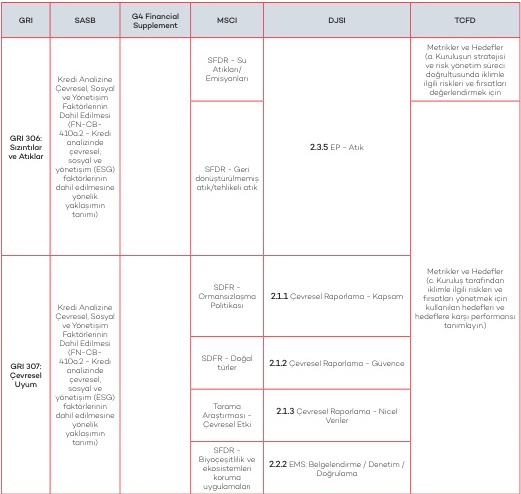 GRI
SASB
G4 Financial
Supplement
MSCI
DJSI
TCFD
GRI 306:
Sızıntılar
ve Atıklar
Kredi Analizine
Çevresel, Sosyal
ve Yönetişim
Faktörlerinin
Dahil Edilmesi
(FN-CB-
410a.2 - Kredi
analizinde
çevresel,
sosyal ve
yönetişim (ESG)
faktörlerinin
dahil edilmesine
yönelik
yaklaşımın
tanımı)
SFDR - Su
Atıkları/
Emisyanları
SFDR - Geri
dönüştürülmemiş
atık/tehlikeli atık
2.3.5 EP - Atık
Metrikler ve Hedefler
(a. Kuruluşun stratejisi
ve risk yönetim süreci
doğrultusunda iklimle
ilgili riskleri ve fırsatları
değerlendirmek için
GRI 307:
Çevresel
Uyum
Kredi Analizine
Çevresel, Sosyal
ve Yönetişim
Faktörlerinin
Dahil Edilmesi
(FN-CB-
410a.2 - Kredi
analizinde
çevresel,
sosyal ve
yönetişim (ESG)
faktörlerinin
dahil edilmesine
yönelik
yaklaşımın
tanımı)
SDFR -
Ormansızlaşma
Politikası
2.1.1 Çevresel Raporlama - Kapsam
SDFR - Doğal
türler
2.1.2 Çevresel Raporlama - Güvence
Tarama
Araştırması -
Çevresel Etki
2.1.3 Çevresel Raporlama - Nicel
Veriler
SFDR -
Biyoçeşitlilik ve
ekosistemleri
koruma
uygulamaları
2.2.2 EMS: Belgelendirme / Denetim /
Doğrulama
Metrikler ve Hedefler
(c. Kuruluş tarafından
iklimle ilgili riskleri ve
fırsatları yönetmek için
kullanılan hedefleri ve
hedeflere karşı performansı
tanımlayın.)